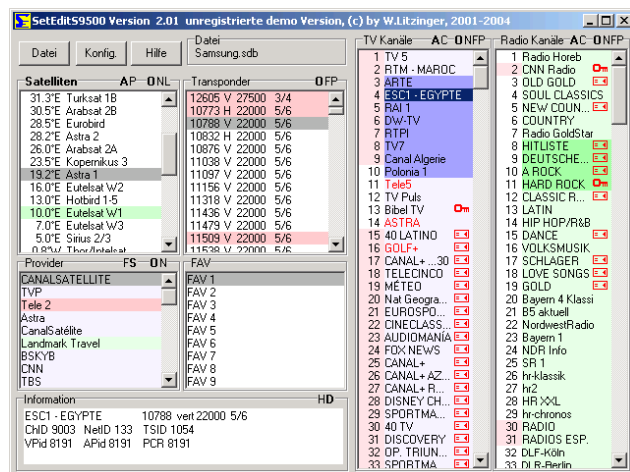 SetEditS9500 Version 2.01 unregistrierte demo Version, (c) by W.Litzinger, 2001-2004
Datei
Konfig.
Hilfe
Datei
Samsung.sdb
Satelliten AP ONL
31.3°E Turksat 1B
30.5°E Arabsat 2B
28.5°E Eurobird
28.2°E Astra 2
26.0°E Arabsat 2A
23.5°E Kopernikus 3
19.2°E Astra 1
16.0°E Eutelsat W2
13.0°E Hotbird 1-5
10.0°E Eutelsat W1
7.0°E Eutelsat W3
5.0°E Sirius 2/3
0.8°W Thor/Intelsat
Transponder OFP
12605 V 27500 3/4
10773 H 22000 5/6
10788 V 22000 5/6
10832 H 22000 5/6
10876 V 22000 5/6
11038 V 22000 5/6
11097 V 22000 5/6
11156 V 22000 5/6
11318 V 22000 5/6
11436 V 22000 5/6
11479 V 22000 5/6
11509 V 22000 5/6
11538 V 22000 5/6
Provider FS ON
CANALSATELLITE
TVP
Tele 2
Astra
CanalSatélite
Landmark Travel
BSKYB
CNN
TBS
FAV
FAV 1
FAV 2
FAV 3
FAV 4
FAV 5
FAV 6
FAV 7
FAV 8
FAV 9
Information HD
ESC1 - EGYPTE 10788 vert 22000 5/6
ChID 9003 NetID 133 TSID 1054
VPid 8191 APid 8191 PCR 8191
TV Kanäle AC ONFP
1 TV 5
2 RTM - MAROC
3 ARTE
4 ESC1 - EGYPTE
5 RAI 1
6 DW-TV
7 RTPI
8 TV7
9 Canal Algerie
10 Polonia 1
11 Tele5
12 TV Puls
13 Bibel TV
14 ASTRA
15 40 LATINO
16 GOLF+
17 CANAL+ ...30
18 TELECINCO
19 MÉTEO
20 Nat Geogra...
21 EUROSPO...
22 CINECLASS...
23 AUDIOMANÍA
24 FOX NEWS
25 CANAL+
26 CANAL+ AZ...
27 CANAL+ R...
28 DISNEY CH...
29 SPORTMA...
30 40 TV
31 DISCOVERY
32 OP. TRIUN...
33 SPORTMA
Radio Kanäle AC ONFP
1 Radio Horeb
2 CNN Radio
3 OLD GOLD
4 SOUL CLASSICS
5 NEW COUN...
6 COUNTRY
7 Radio GoldStar
8 HITLISTE
9 DEUTSCHE...
10 A ROCK
11 HARD ROCK
12 CLASSIC R...
13 LATIN
14 HIP HOP/R&B
15 DANCE
16 VOLKSMUSIK
17 SCHLAGER
18 LOVE SONGS
19 GOLD
20 Bayern 4 Klassi
21 B5 aktuell
22 NordwestRadio
23 Bayern 1
24 NDR Info
25 SR 1
26 hr-klassik
27 hr2
28 HR XXL
29 hr-chronos
30 RADIO
31 RADIOS ESP.
32 DLF-Köln
33 DLR-Berlin